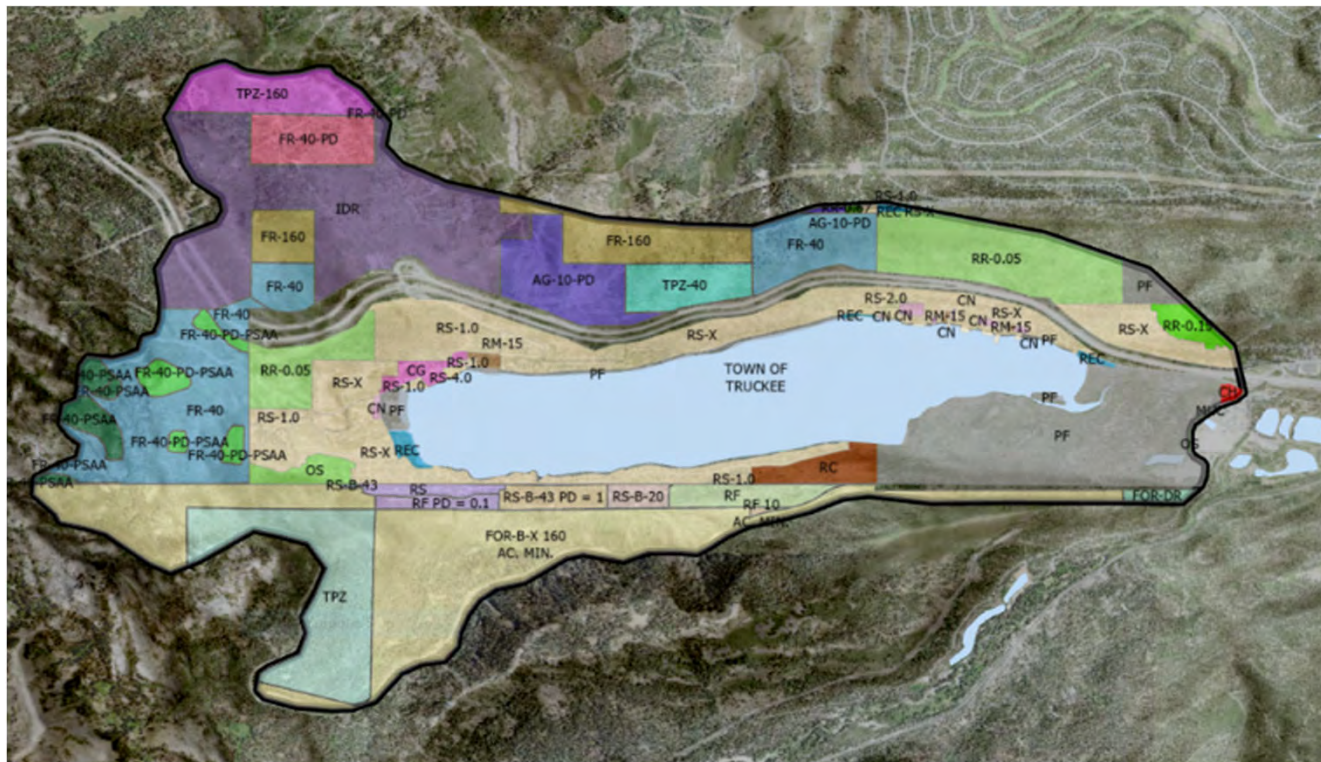 TPZ-160
FR-40-PD
FR-40-PD
IDR
FR-160
FR-40
FR-160
AG-10-PD
TPZ-40
RS-1.0
REC
RS-X
AG-10-PD
FR-40
RR-0.05
PF
RR-0.15
FR-40
FR-40-PD-PSAA
RS-1.0
RM-15
RS-X
RS-2.0
CN
REC
CN
CN
RM-15
CN
RS-X
RM-15
CN
CN
PF
RS-X
REC
FR-40-PD-PSAA
RR-0.05
RS-X
CG
RS-1.0
RS-4.0
RS-1.0
PF
TOWN OF
TRUCKEE
PF
-40-PSAA
R-40-PSAA
FR-40
R-40-PSAA
RS-1.0
CN
PF
FR-40-PD-PSAA
FR-40-PD-PSAA
RS-X
REC
PF
OS
FR-40-PSAA
OS
RS-B-43
RS-1.0
RC
RS
RF PD = 0.1
RS-B-43 PD = 1
RS-B-20
RF
RF 10
AC. MIN.
FOR-DR
FOR-B-X 160
AC. MIN.
TPZ